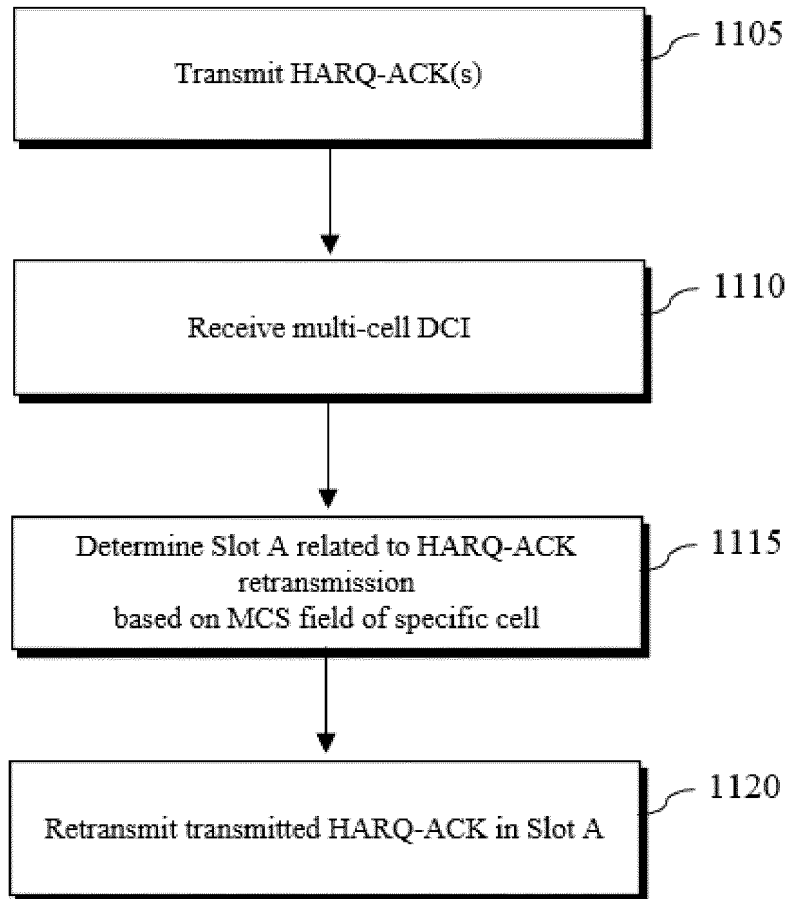 Transmit HARQ-ACK(s)
1105
Receive multi-cell DCI
1110
Determine Slot A related to HARQ-ACK
retransmission
based on MCS field of specific cell
1115
Retransmit transmitted HARQ-ACK in Slot A
1120